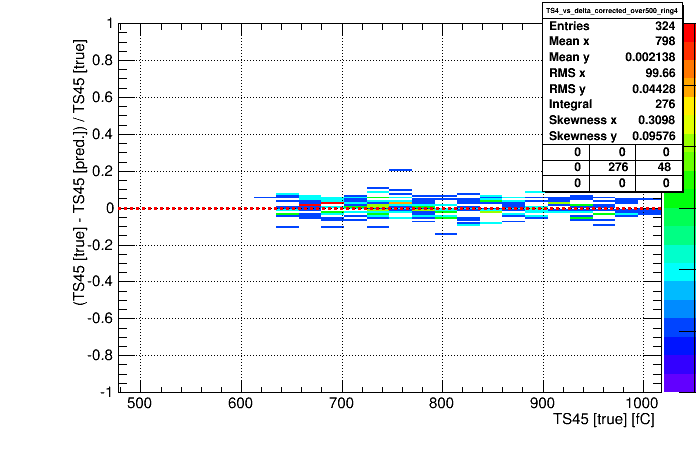 TS4_vs_delta_corrected_over500_ring4
Entries 324
Mean x 798
Mean y 0.002138
RMS x 99.66
RMS y 0.04428
Integral 276
Skewness x 0.3098
Skewness y 0.09576
0 0 0
0 276 48
0 0 0
(TS45 [true] - TS45 [pred.]) / TS45 [true]
1
0.8
0.6
0.4
0.2
0
-0.2
-0.4
-0.6
-0.8
-1
500 600 700 800 900 1000
TS45 [true] [fC]